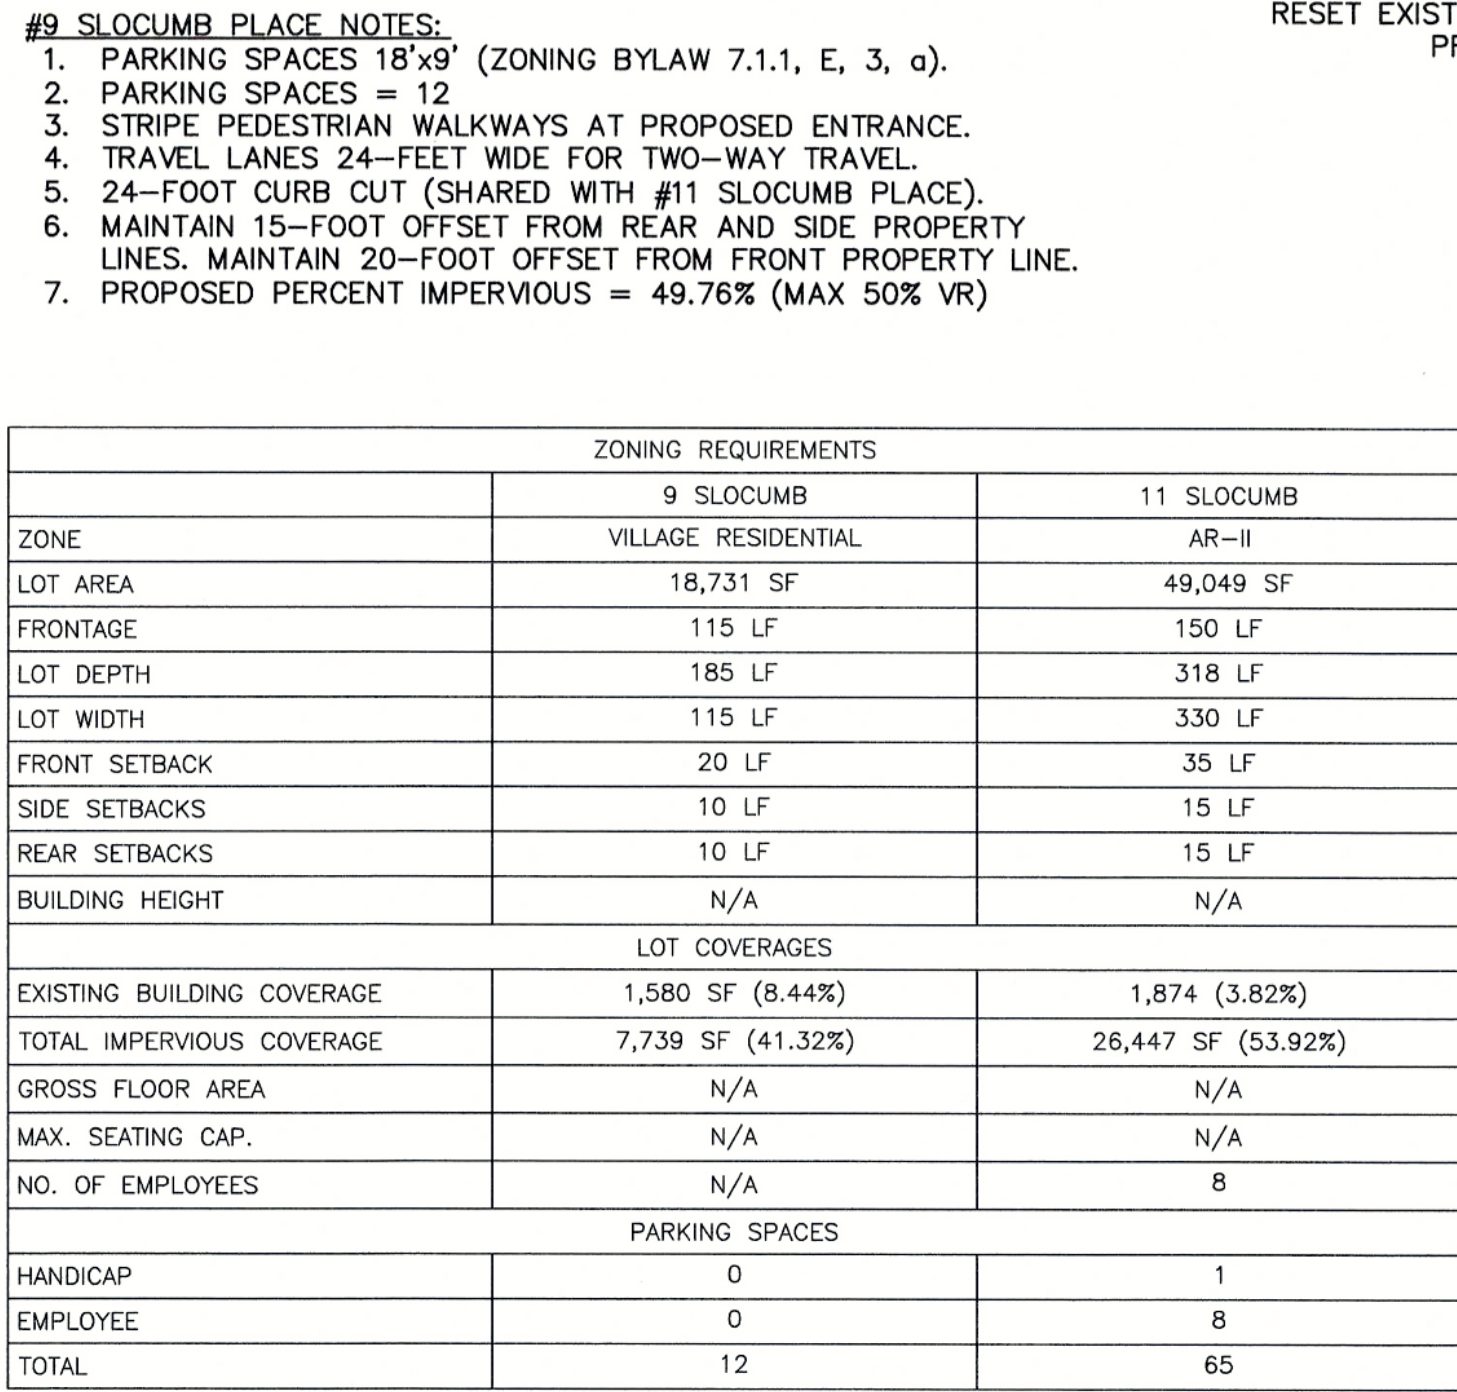 RESET EXIST
#9 SLOCUMB PLACE NOTES:
1. PARKING SPACES 18'x9' (ZONING BYLAW 7.1.1, E, 3, a).
2. PARKING SPACES = 12
3. STRIPE PEDESTRIAN WALKWAYS AT PROPOSED ENTRANCE.
4. TRAVEL LANES 24-FEET WIDE FOR TWO-WAY TRAVEL.
5. 24-FOOT CURB CUT (SHARED WITH #11 SLOCUMB PLACE).
6. MAINTAIN 15-FOOT OFFSET FROM REAR AND SIDE PROPERTY
LINES. MAINTAIN 20-FOOT OFFSET FROM FRONT PROPERTY LINE.
7. PROPOSED PERCENT IMPERVIOUS = 49.76% (MAX 50% VR)
ZONING REQUIREMENTS
9 SLOCUMB 11 SLOCUMB
ZONE VILLAGE RESIDENTIAL AR-II
LOT AREA 18,731 SF 49,049 SF
FRONTAGE 115 LF 150 LF
LOT DEPTH 185 LF 318 LF
LOT WIDTH 115 LF 330 LF
FRONT SETBACK 20 LF 35 LF
SIDE SETBACKS 10 LF 15 LF
REAR SETBACKS 10 LF 15 LF
BUILDING HEIGHT N/A N/A
LOT COVERAGES
EXISTING BUILDING COVERAGE 1,580 SF (8.44%) 1,874 (3.82%)
TOTAL IMPERVIOUS COVERAGE 7,739 SF (41.32%) 26,447 SF (53.92%)
GROSS FLOOR AREA N/A N/A
MAX. SEATING CAP. N/A N/A
NO. OF EMPLOYEES N/A 8
PARKING SPACES
HANDICAP 0 1
EMPLOYEE 0 8
TOTAL 12 65